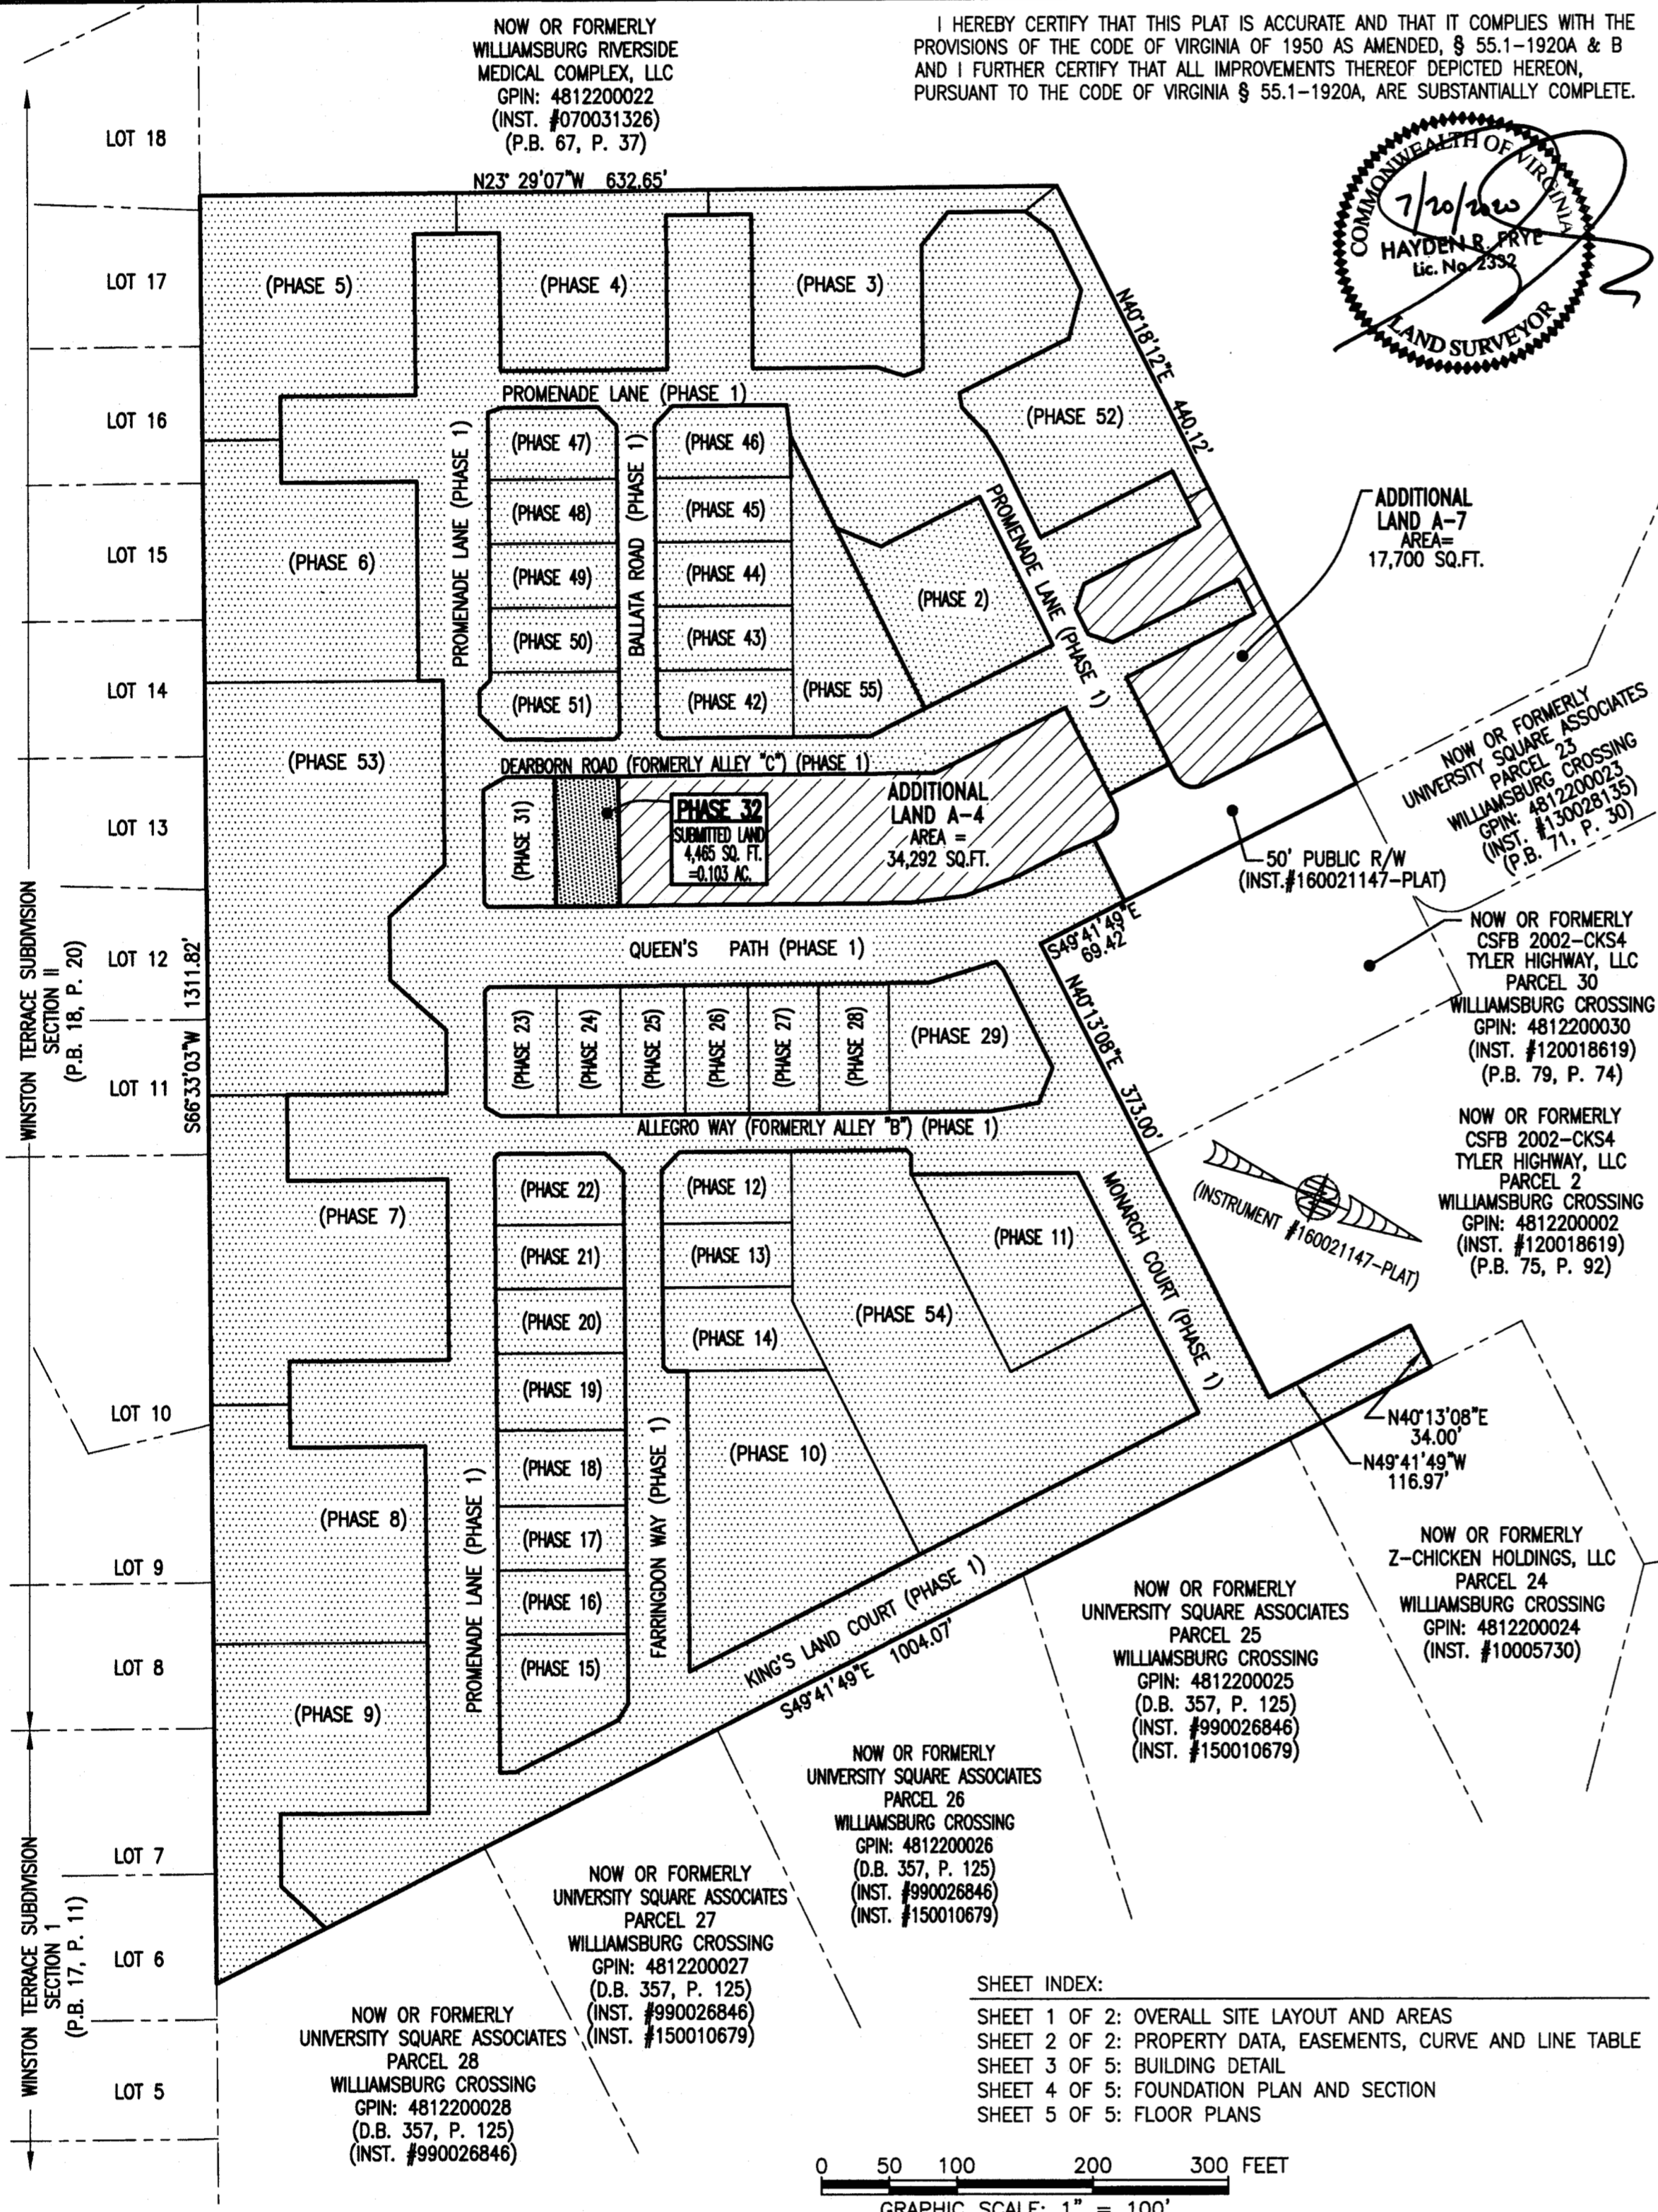 NOW OR FORMERLY
WILLIAMSBURG RIVERSIDE
MEDICAL COMPLEX, LLC
GPIN: 4812200022
(INST. #070031326)
(P.B. 67, P. 37)
I HEREBY CERTIFY THAT THIS PLAT IS ACCURATE AND THAT IT COMPLIES WITH THE
PROVISIONS OF THE CODE OF VIRGINIA OF 1950 AS AMENDED, § 55.1-1920A & B
AND I FURTHER CERTIFY THAT ALL IMPROVEMENTS THEREOF DEPICTED HEREON,
PURSUANT TO THE CODE OF VIRGINIA § 55.1-1920A, ARE SUBSTANTIALLY COMPLETE.
COMMONWEALTH OF VIRGINIA
7/20/2020
HAYDEN R. FRYE
Lic. No. 2332
LAND SURVEYOR
N23° 29'07"W 632.65'
LOT 18
LOT 17
LOT 16
LOT 15
LOT 14
LOT 13
LOT 12
LOT 11
LOT 10
LOT 9
LOT 8
LOT 7
LOT 6
LOT 5
WINSTON TERRACE SUBDIVISION
SECTION II
(P.B. 18, P. 20)
WINSTON TERRACE SUBDIVISION
SECTION 1
(P.B. 17, P. 11)
S66°33'03"W 1311.82'
(PHASE 5)
(PHASE 4)
(PHASE 3)
N40°18'12"E 440.12'
(PHASE 52)
PROMENADE LANE (PHASE 1)
PROMENADE LANE (PHASE 1)
BALLATA ROAD (PHASE 1)
PROMENADE LANE (PHASE 1)
(PHASE 6)
(PHASE 47)
(PHASE 48)
(PHASE 49)
(PHASE 50)
(PHASE 51)
(PHASE 46)
(PHASE 45)
(PHASE 44)
(PHASE 43)
(PHASE 42)
(PHASE 55)
(PHASE 2)
ADDITIONAL
LAND A-7
AREA=
17,700 SQ.FT.
(PHASE 53)
DEARBORN ROAD (FORMERLY ALLEY "C") (PHASE 1)
(PHASE 31)
PHASE 32
SUBMITTED LAND
4,465 SQ. FT.
=0.103 AC.
ADDITIONAL
LAND A-4
AREA =
34,292 SQ.FT.
NOW OR FORMERLY
UNIVERSITY SQUARE ASSOCIATES
PARCEL 23
WILLIAMSBURG CROSSING
GPIN: 4812200023
(INST. #130028135)
(P.B. 71, P. 30)
50' PUBLIC R/W
(INST.#160021147-PLAT)
QUEEN'S PATH (PHASE 1)
S49°41'49"E
69.42'
N40°13'08"E 373.00'
NOW OR FORMERLY
CSFB 2002-CKS4
TYLER HIGHWAY, LLC
PARCEL 30
WILLIAMSBURG CROSSING
GPIN: 4812200030
(INST. #120018619)
(P.B. 79, P. 74)
(PHASE 23)
(PHASE 24)
(PHASE 25)
(PHASE 26)
(PHASE 27)
(PHASE 28)
(PHASE 29)
ALLEGRO WAY (FORMERLY ALLEY "B") (PHASE 1)
NOW OR FORMERLY
CSFB 2002-CKS4
TYLER HIGHWAY, LLC
PARCEL 2
WILLIAMSBURG CROSSING
GPIN: 4812200002
(INST. #120018619)
(P.B. 75, P. 92)
(INSTRUMENT #160021147-PLAT)
MONARCH COURT (PHASE 1)
(PHASE 7)
(PHASE 22)
(PHASE 21)
(PHASE 20)
(PHASE 19)
(PHASE 18)
(PHASE 17)
(PHASE 16)
(PHASE 15)
(PHASE 12)
(PHASE 13)
(PHASE 14)
(PHASE 11)
(PHASE 54)
(PHASE 10)
PROMENADE LANE (PHASE 1)
FARRINGDON WAY (PHASE 1)
(PHASE 8)
(PHASE 9)
N40°13'08"E
34.00'
N49°41'49"W
116.97'
KING'S LAND COURT (PHASE 1)
S49°41'49"E 1004.07'
NOW OR FORMERLY
Z-CHICKEN HOLDINGS, LLC
PARCEL 24
WILLIAMSBURG CROSSING
GPIN: 4812200024
(INST. #10005730)
NOW OR FORMERLY
UNIVERSITY SQUARE ASSOCIATES
PARCEL 25
WILLIAMSBURG CROSSING
GPIN: 4812200025
(D.B. 357, P. 125)
(INST. #990026846)
(INST. #150010679)
NOW OR FORMERLY
UNIVERSITY SQUARE ASSOCIATES
PARCEL 26
WILLIAMSBURG CROSSING
GPIN: 4812200026
(D.B. 357, P. 125)
(INST. #990026846)
(INST. #150010679)
NOW OR FORMERLY
UNIVERSITY SQUARE ASSOCIATES
PARCEL 27
WILLIAMSBURG CROSSING
GPIN: 4812200027
(D.B. 357, P. 125)
(INST. #990026846)
(INST. #150010679)
NOW OR FORMERLY
UNIVERSITY SQUARE ASSOCIATES
PARCEL 28
WILLIAMSBURG CROSSING
GPIN: 4812200028
(D.B. 357, P. 125)
(INST. #990026846)
SHEET INDEX:
SHEET 1 OF 2: OVERALL SITE LAYOUT AND AREAS
SHEET 2 OF 2: PROPERTY DATA, EASEMENTS, CURVE AND LINE TABLE
SHEET 3 OF 5: BUILDING DETAIL
SHEET 4 OF 5: FOUNDATION PLAN AND SECTION
SHEET 5 OF 5: FLOOR PLANS
0 50 100 200 300 FEET
GRAPHIC SCALE: 1" = 100'